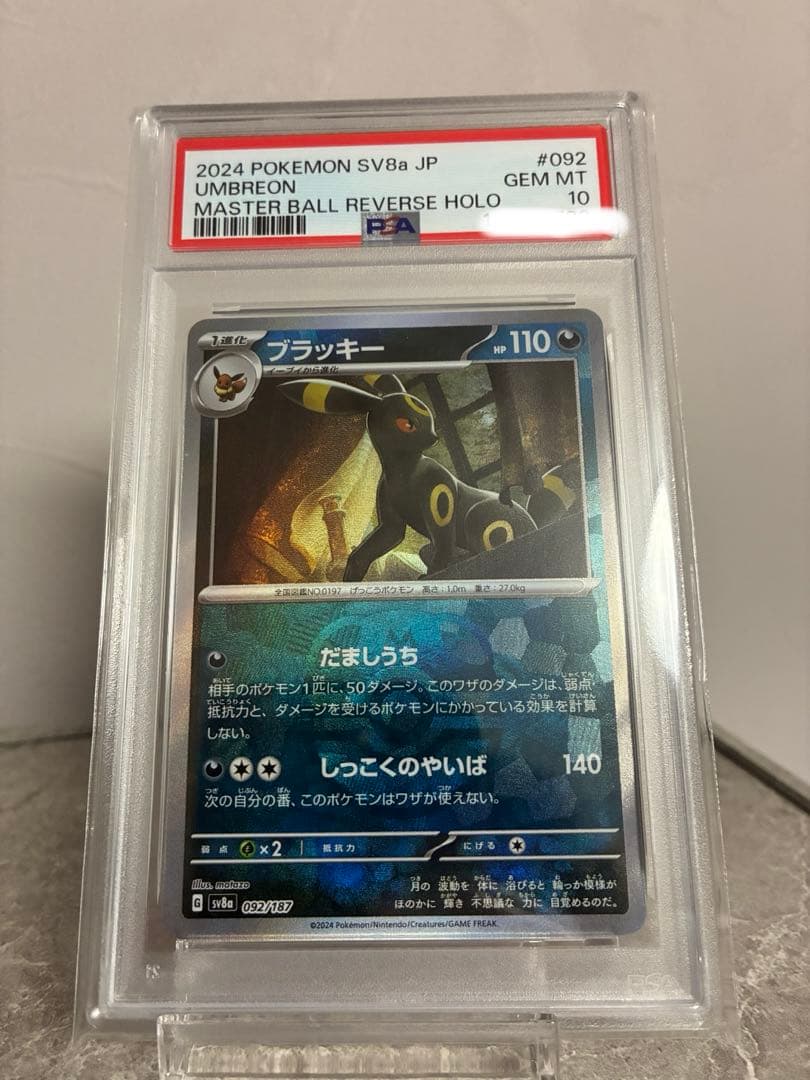 2024 POKEMON SV8a JP #092
UMBREON GEM MT
MASTER BALL REVERSE HOLO 10
PSA
1進化 ブラッキー HP 110
イーブイから進化
全国図鑑NO.0197 げっこうポケモン 高さ:1.0m 重さ:27.0kg
だましうち
相手のポケモン1匹に、50ダメージ。このワザのダメージは、弱点・
抵抗力と、ダメージを受けるポケモンにかかっている効果を計算
しない。
しっこくのやいば 140
次の自分の番、このポケモンはワザが使えない。
弱点 ×2 抵抗力 にげる
Illus. motazo
月の波動を体に浴びると輪っか模様が
ほのかに輝き不思議な力に目覚めるのだ。
G sv8a 092/187
©2024 Pokémon/Nintendo/Creatures/GAME FREAK.
PSA